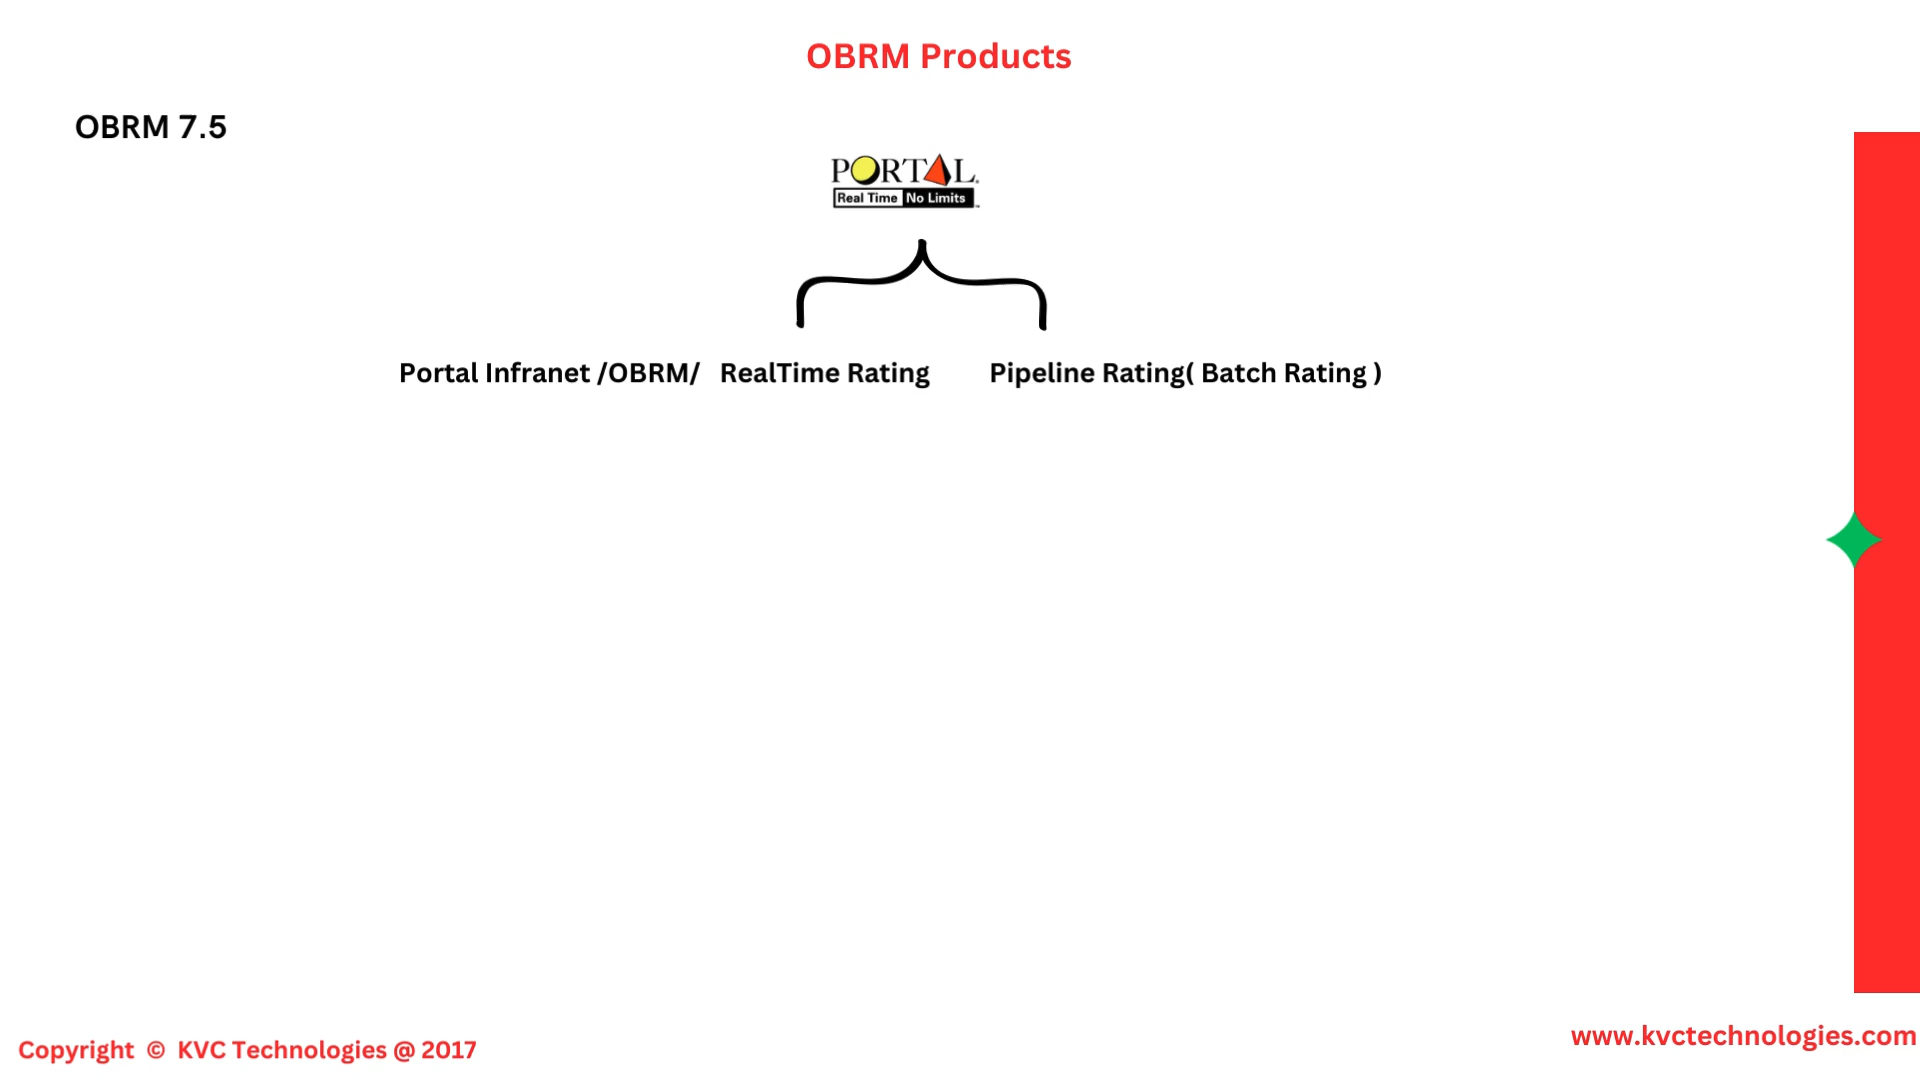 OBRM Products
OBRM 7.5
PORTAL
Real Time No Limits
Portal Infranet /OBRM/ RealTime Rating Pipeline Rating( Batch Rating )
Copyright © KVC Technologies @ 2017
www.kvctechnologies.com